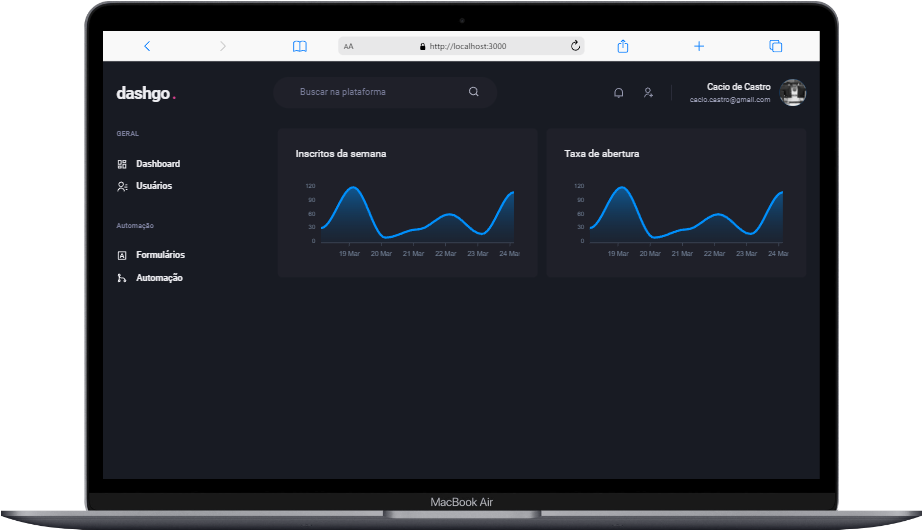 AA
http://localhost:3000
dashgo.
Buscar na plataforma
Cacio de Castro
cacio.castro@gmail.com
GERAL
Dashboard
Usuários
Automação
Formulários
Automação
Inscritos da semana
120
90
60
30
0
19 Mar
20 Mar
21 Mar
22 Mar
23 Mar
24 Mar
Taxa de abertura
120
90
60
30
0
19 Mar
20 Mar
21 Mar
22 Mar
23 Mar
24 Mar
MacBook Air